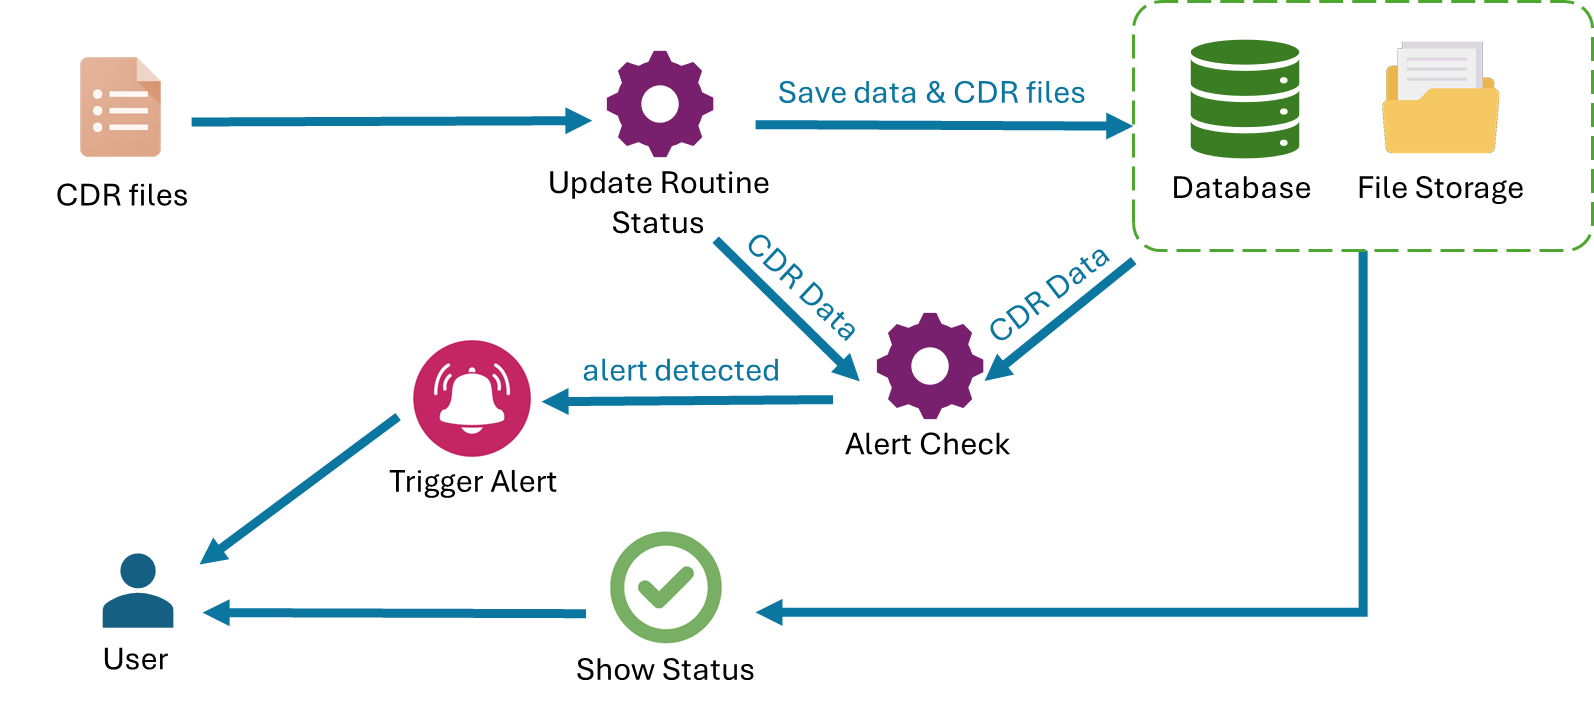 Save data & CDR files
CDR files
Update Routine
Status
Database
File Storage
CDR Data
CDR Data
alert detected
Alert Check
Trigger Alert
User
Show Status